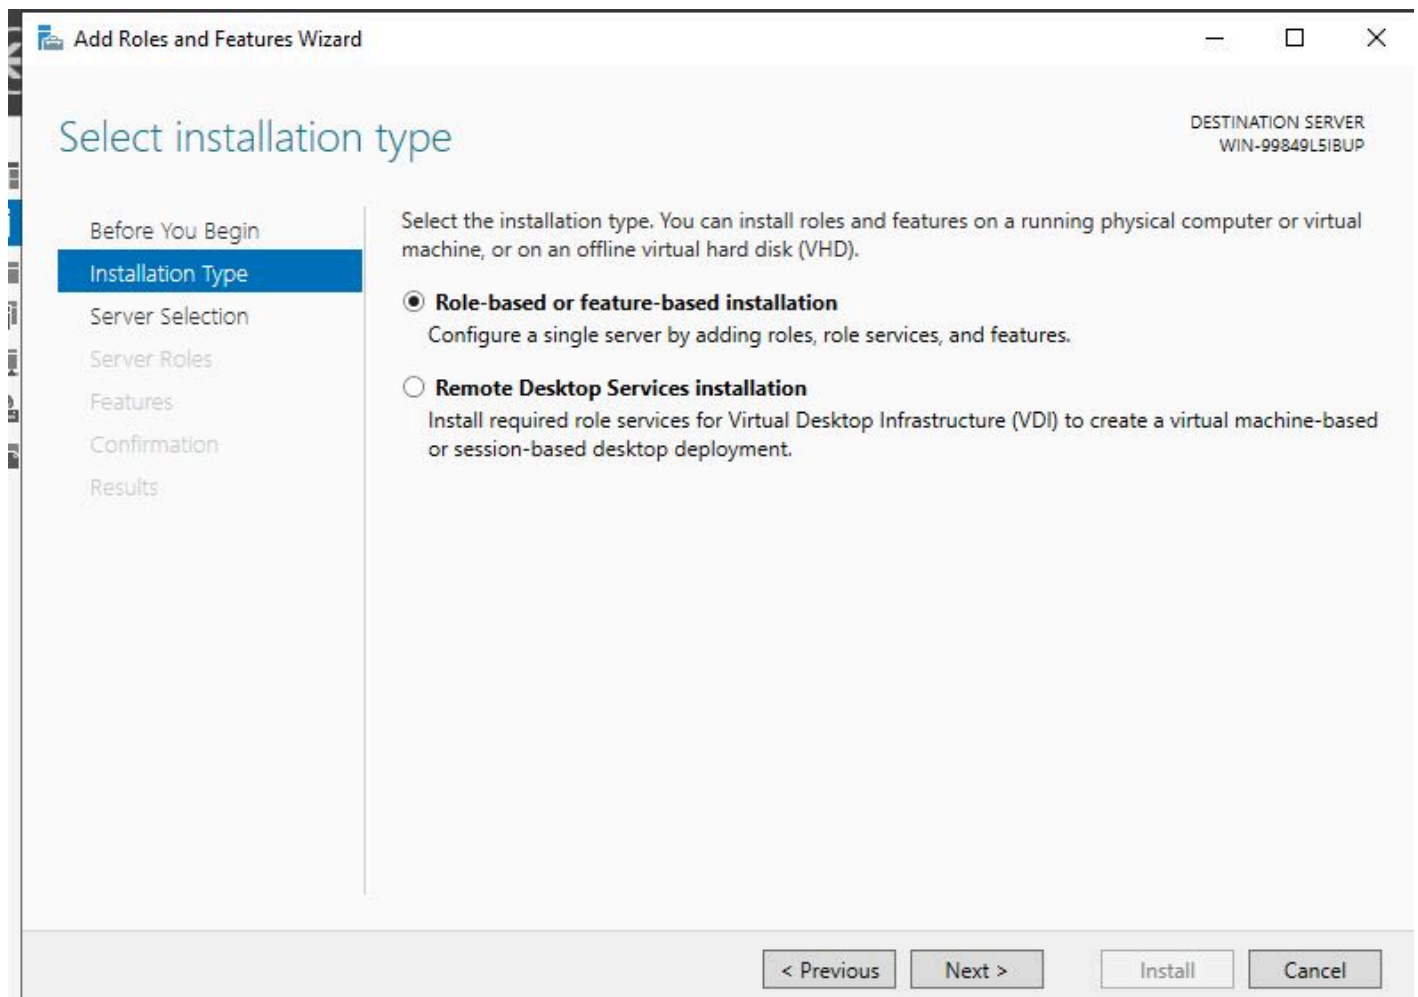 Add Roles and Features Wizard
Select installation type
DESTINATION SERVER
WIN-99849L5IBUP
Before You Begin
Installation Type
Server Selection
Server Roles
Features
Confirmation
Results
Select the installation type. You can install roles and features on a running physical computer or virtual
machine, or on an offline virtual hard disk (VHD).
Role-based or feature-based installation
Configure a single server by adding roles, role services, and features.
Remote Desktop Services installation
Install required role services for Virtual Desktop Infrastructure (VDI) to create a virtual machine-based
or session-based desktop deployment.
< Previous
Next >
Install
Cancel